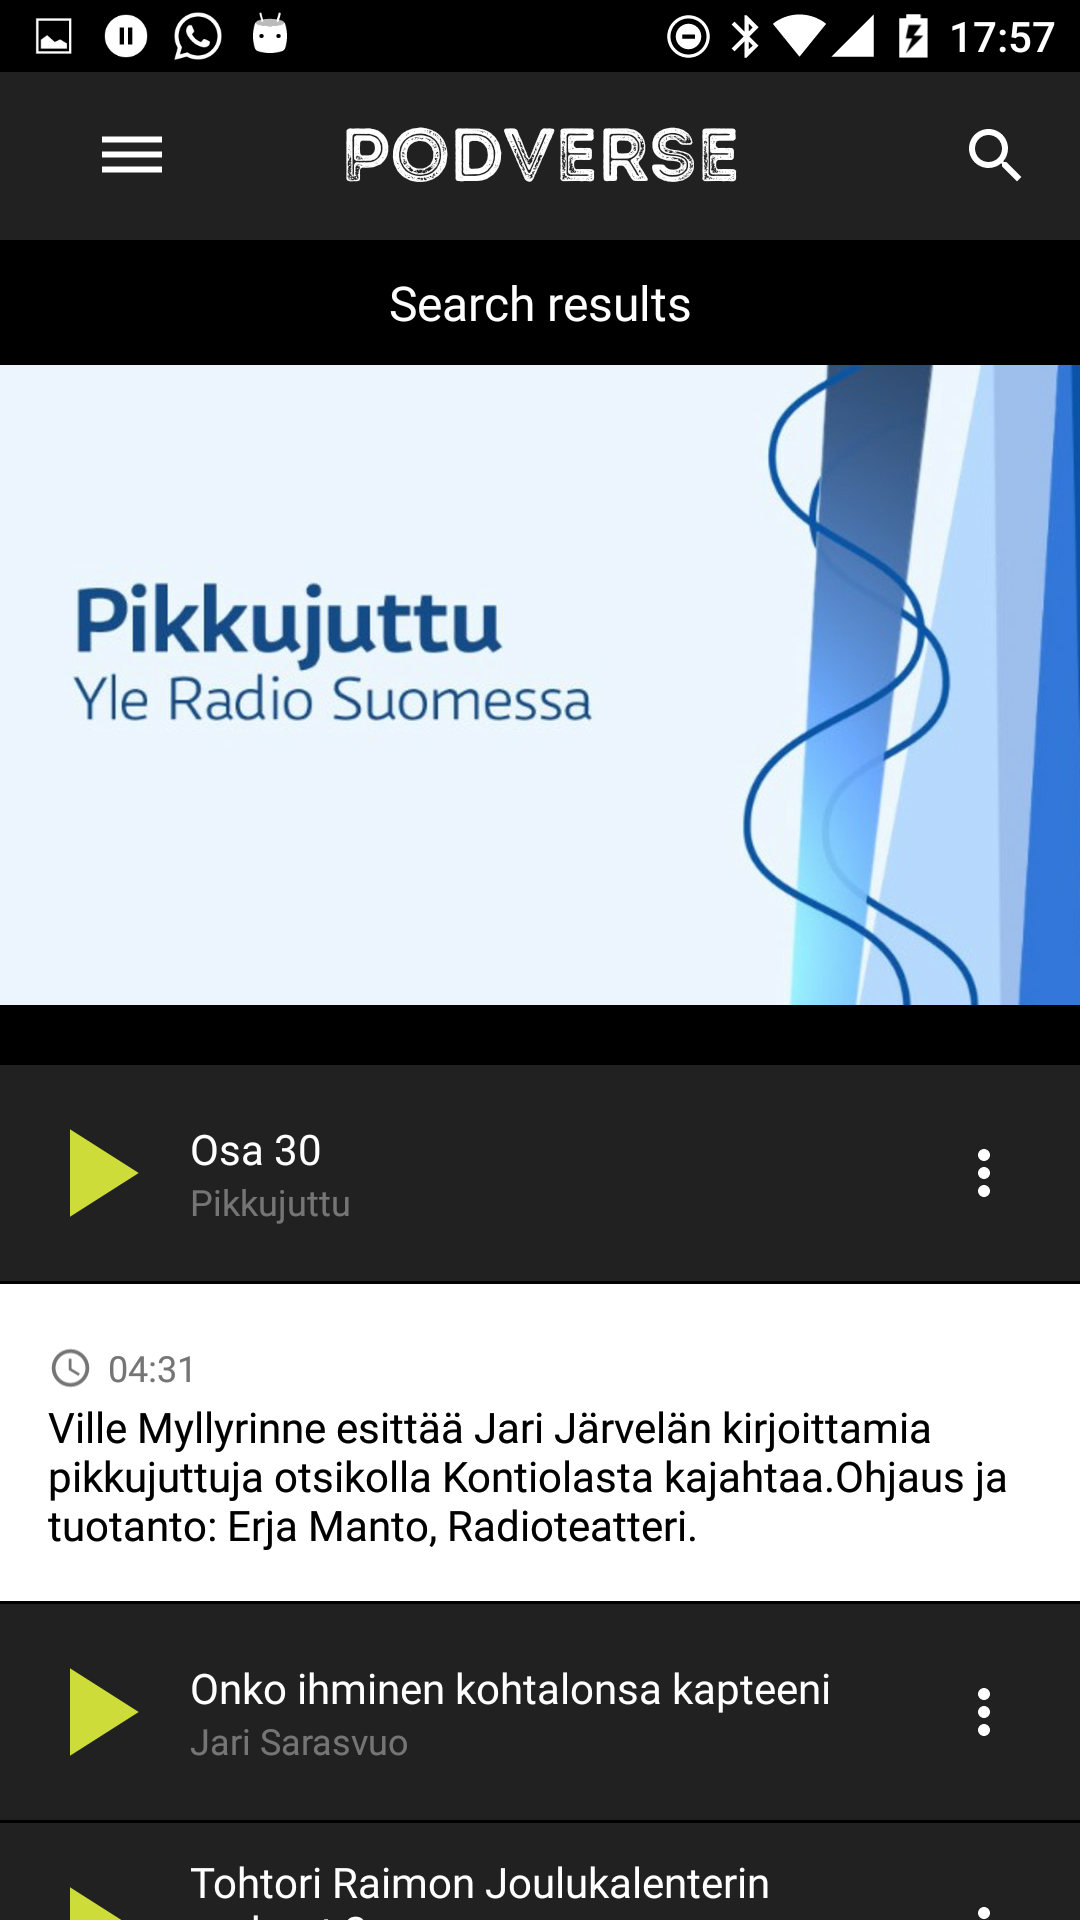 17:57
PODVERSE
Search results
Pikkujuttu
Yle Radio Suomessa
Osa 30
Pikkujuttu
04:31
Ville Myllyrinne esittää Jari Järvelän kirjoittamia
pikkujuttuja otsikolla Kontiolasta kajahtaa.Ohjaus ja
tuotanto: Erja Manto, Radioteatteri.
Onko ihminen kohtalonsa kapteeni
Jari Sarasvuo
Tohtori Raimon Joulukalenterin